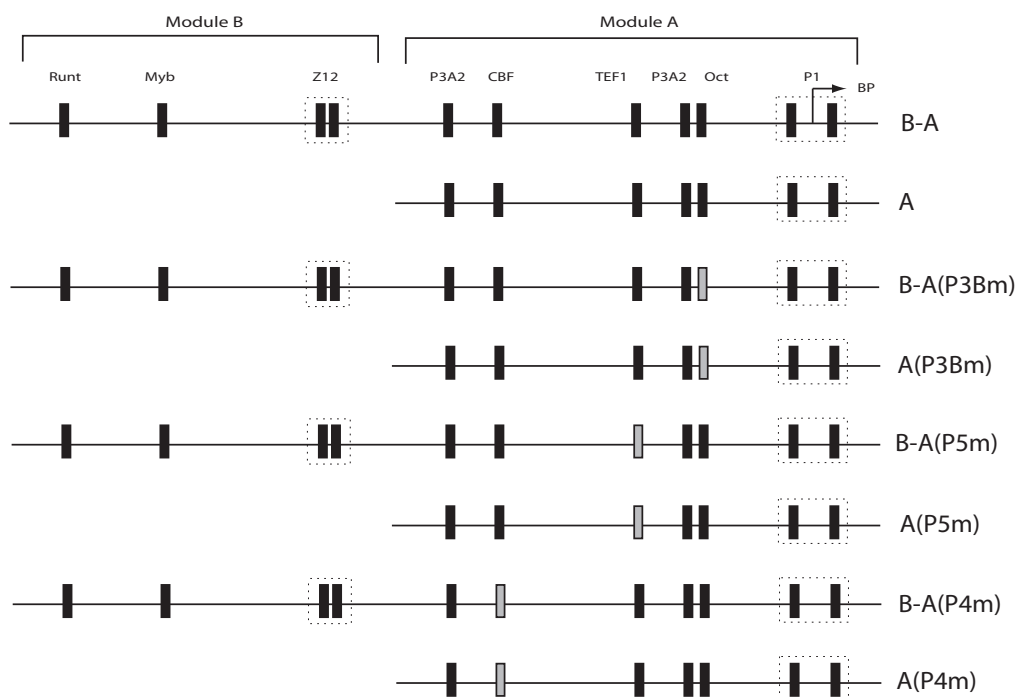 Module B Module A
Runt Myb Z12 P3A2 CBF TEF1 P3A2 Oct P1 BP
B-A
A
B-A(P3Bm)
A(P3Bm)
B-A(P5m)
A(P5m)
B-A(P4m)
A(P4m)